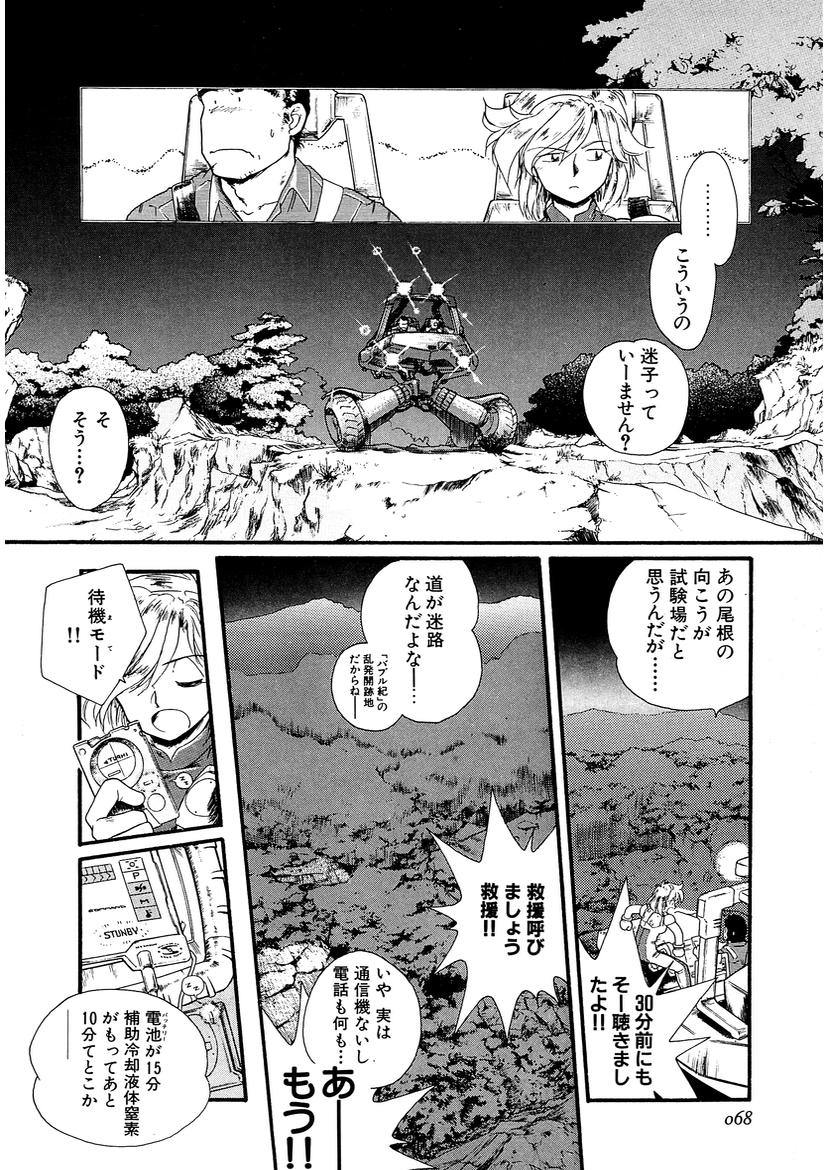 ………
こういうの
迷子って
いーません?
そ
そう…?
あの尾根の
向こうが
試験場だと
思うんだが……
30分前にも
そー聴きまし
たよ!!
道が迷路
なんだよな—…
「バブル紀」の
乱発開跡地
だからね——
救援呼び
ましょう
救援!!
いや 実は
通信機ないし
電話も何も…
あ——
もう!!
待機モード
まて
!!
P
M
STUNBY
電池が15分
バッテリー
補助冷却液体窒素
がもってあと
10分てとこか
——
068